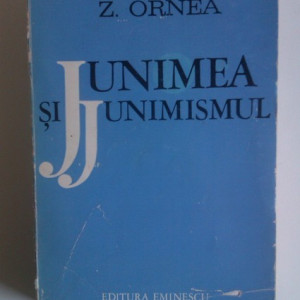 Z. ORNEA
JUNIMEA
ȘI JUNIMISMUL
EDITURA EMINESCU